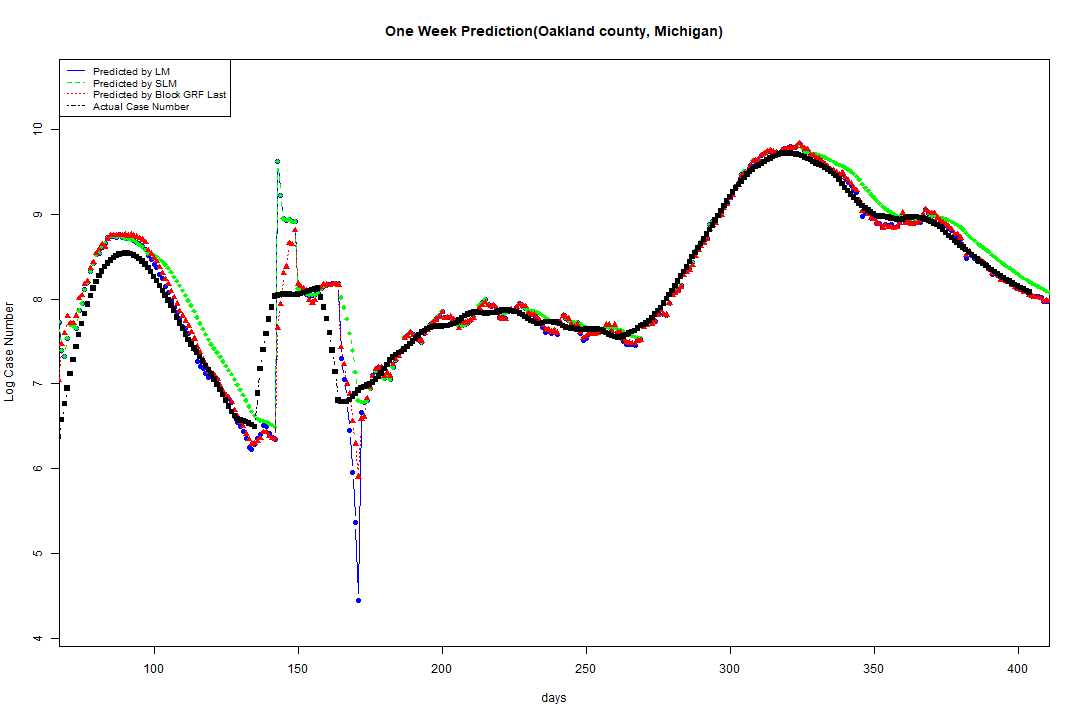 One Week Prediction(Oakland county, Michigan)
Predicted by LM
Predicted by SLM
Predicted by Block GRF Last
Actual Case Number
Log Case Number
10
9
8
7
6
5
4
100 150 200 250 300 350 400
days